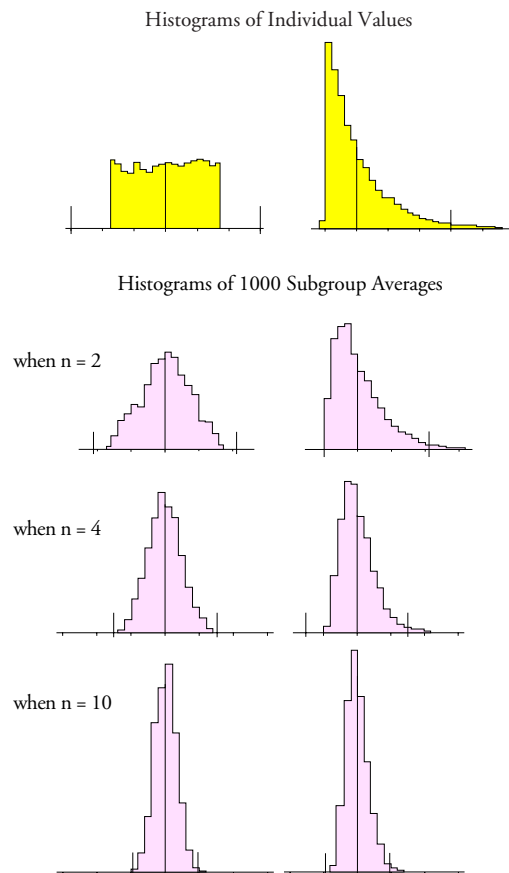 Histograms of Individual Values
Histograms of 1000 Subgroup Averages
when n = 2
when n = 4
when n = 10